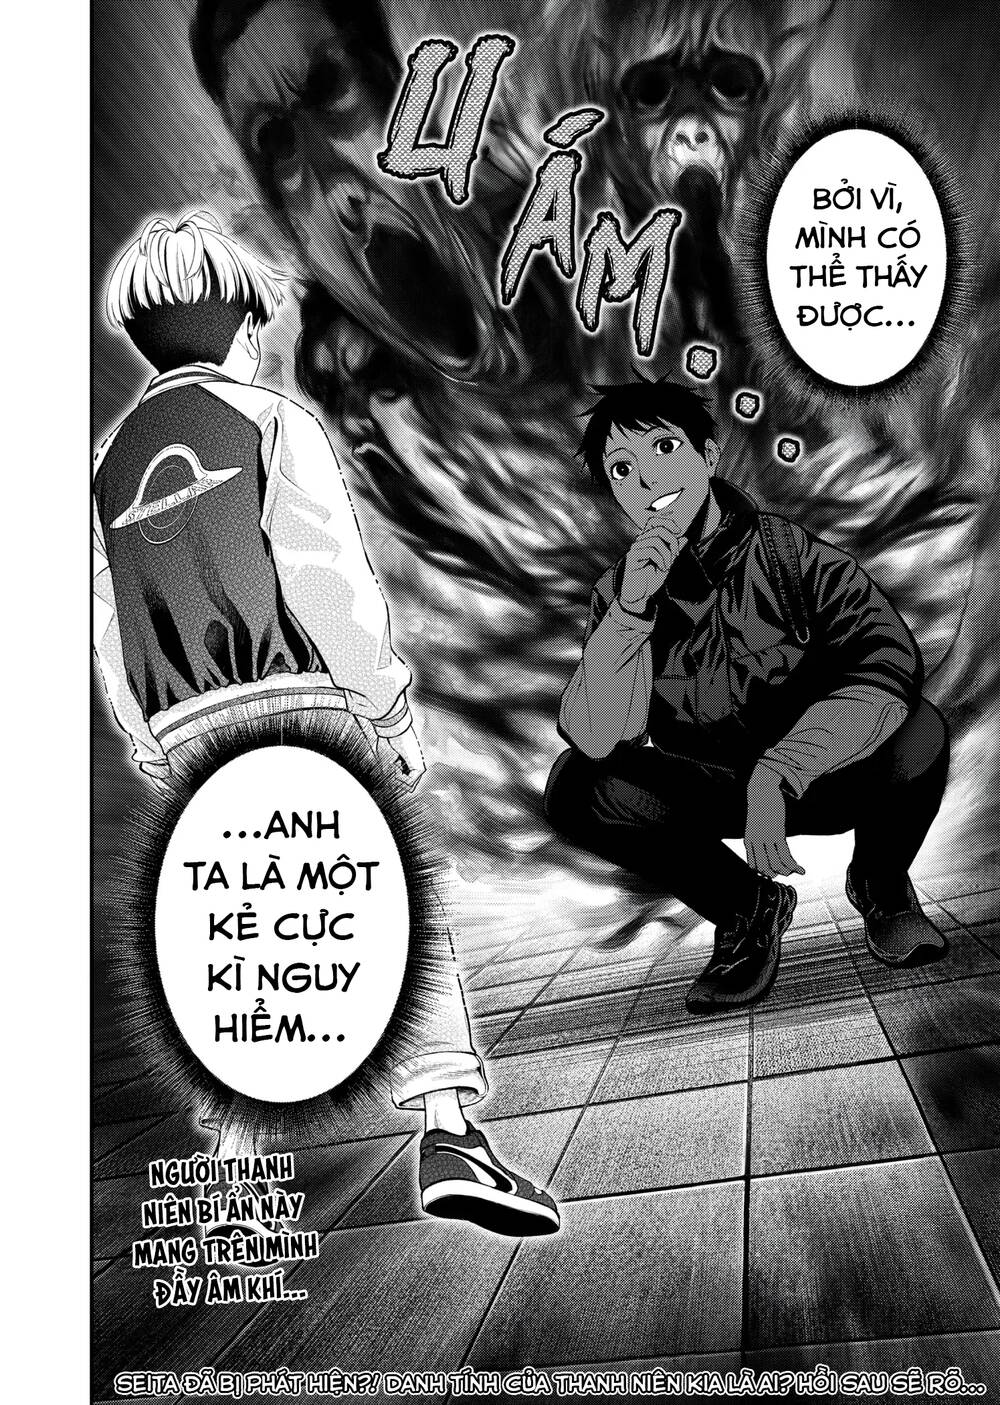 U ÁM...
BỞI VÌ,
MÌNH CÓ
THỂ THẤY
ĐƯỢC...
...ANH
TA LÀ MỘT
KẺ CỰC
KÌ NGUY
HIỂM...
NGƯỜI THANH
NIÊN BÍ ẨN NÀY
MANG TRÊN MÌNH
ĐẦY ÂM KHÍ...
SEITA ĐÃ BỊ PHÁT HIỆN?! DANH TÍNH CỦA THANH NIÊN KIA LÀ AI? HỒI SAU SẼ RÕ...